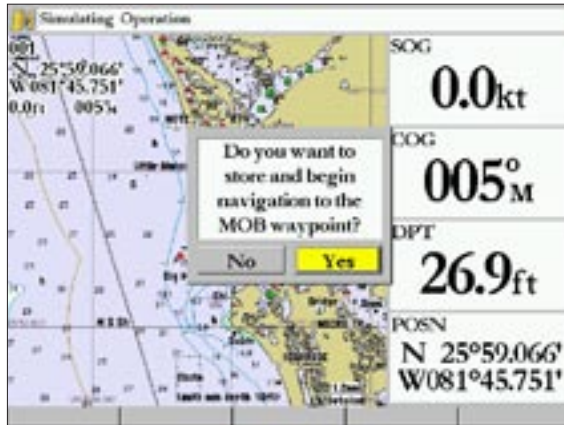 Simulating Operation
001
N 25°59.066'
W081°45.751'
0.0ft 005°M
SOG
0.0kt
COG
005°M
DPT
26.9ft
POSN
N 25°59.066'
W081°45.751'
Do you want to
store and begin
navigation to the
MOB waypoint?
No Yes
Bridge